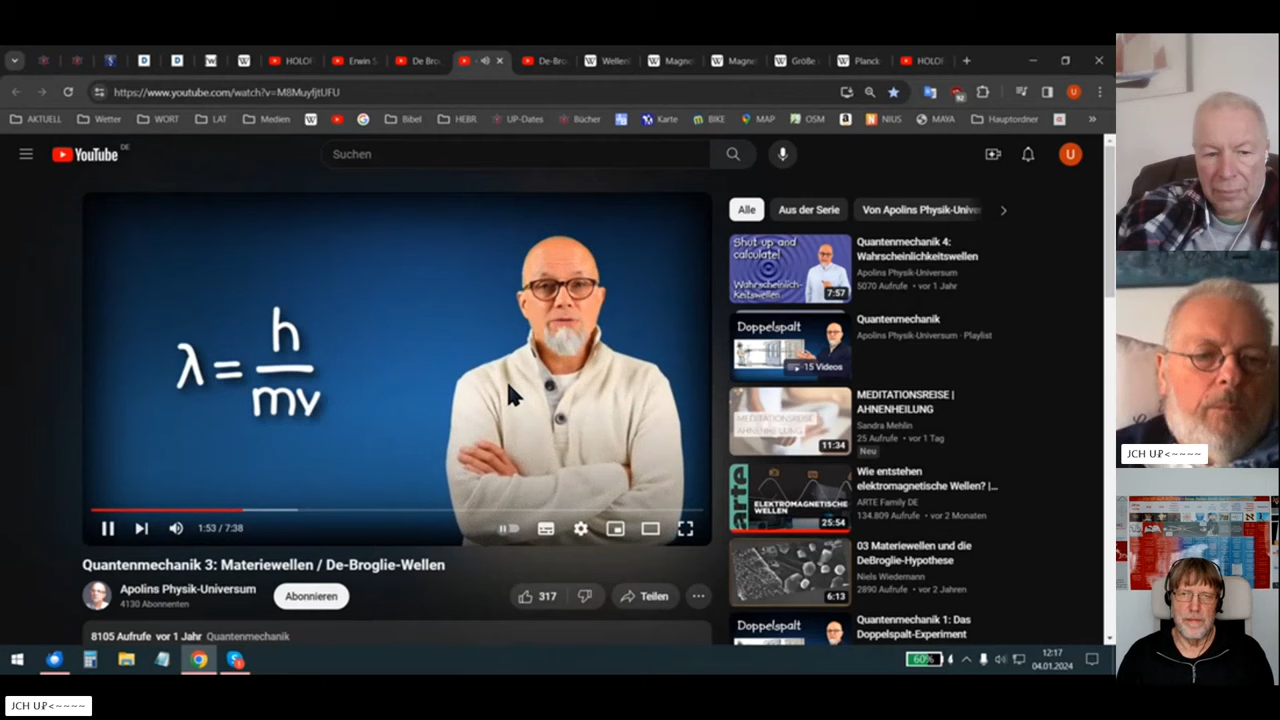 HOLOF
Erwin S
De Bro
De-Bro
Wellen
Magne
Magne
Größe
Planck
HOLOF
https://www.youtube.com/watch?v=M8MuyfjtUFU
92
U
AKTUELL
Wetter
WORT
LAT
Medien
Bibel
HEBR
UP-Dates
Bücher
Karte
BIKE
MAP
OSM
NIUS
MAYA
Hauptordner
YouTube DE
Suchen
U
λ = h
mv
1:53 / 7:38
Quantenmechanik 3: Materiewellen / De-Broglie-Wellen
Apolins Physik-Universum
4130 Abonnenten
Abonnieren
317
Teilen
8105 Aufrufe vor 1 Jahr Quantenmechanik
Alle
Aus der Serie
Von Apolins Physik-Unive
Shut up and
calculate!
Wahrscheinlich-
keitswellen
7:57
Quantenmechanik 4:
Wahrscheinlichkeitswellen
Apolins Physik-Universum
5070 Aufrufe • vor 1 Jahr
Doppelspalt
15 Videos
Quantenmechanik
Apolins Physik-Universum · Playlist
MEDITATIONSREISE
AHNENHEILUNG
11:34
MEDITATIONSREISE |
AHNENHEILUNG
Sandra Mehlin
25 Aufrufe • vor 1 Tag
Neu
arte
ELEKTROMAGNETISCHE
WELLEN
25:54
Wie entstehen
elektromagnetische Wellen? |...
ARTE Family DE
134.809 Aufrufe • vor 2 Monaten
6:13
03 Materiewellen und die
DeBroglie-Hypothese
Niels Wiedemann
2890 Aufrufe • vor 2 Jahren
Doppelspalt
Quantenmechanik 1: Das
Doppelspalt-Experiment
60%
12:17
04.01.2024
JCH UP<~~~~
JCH UP<~~~~